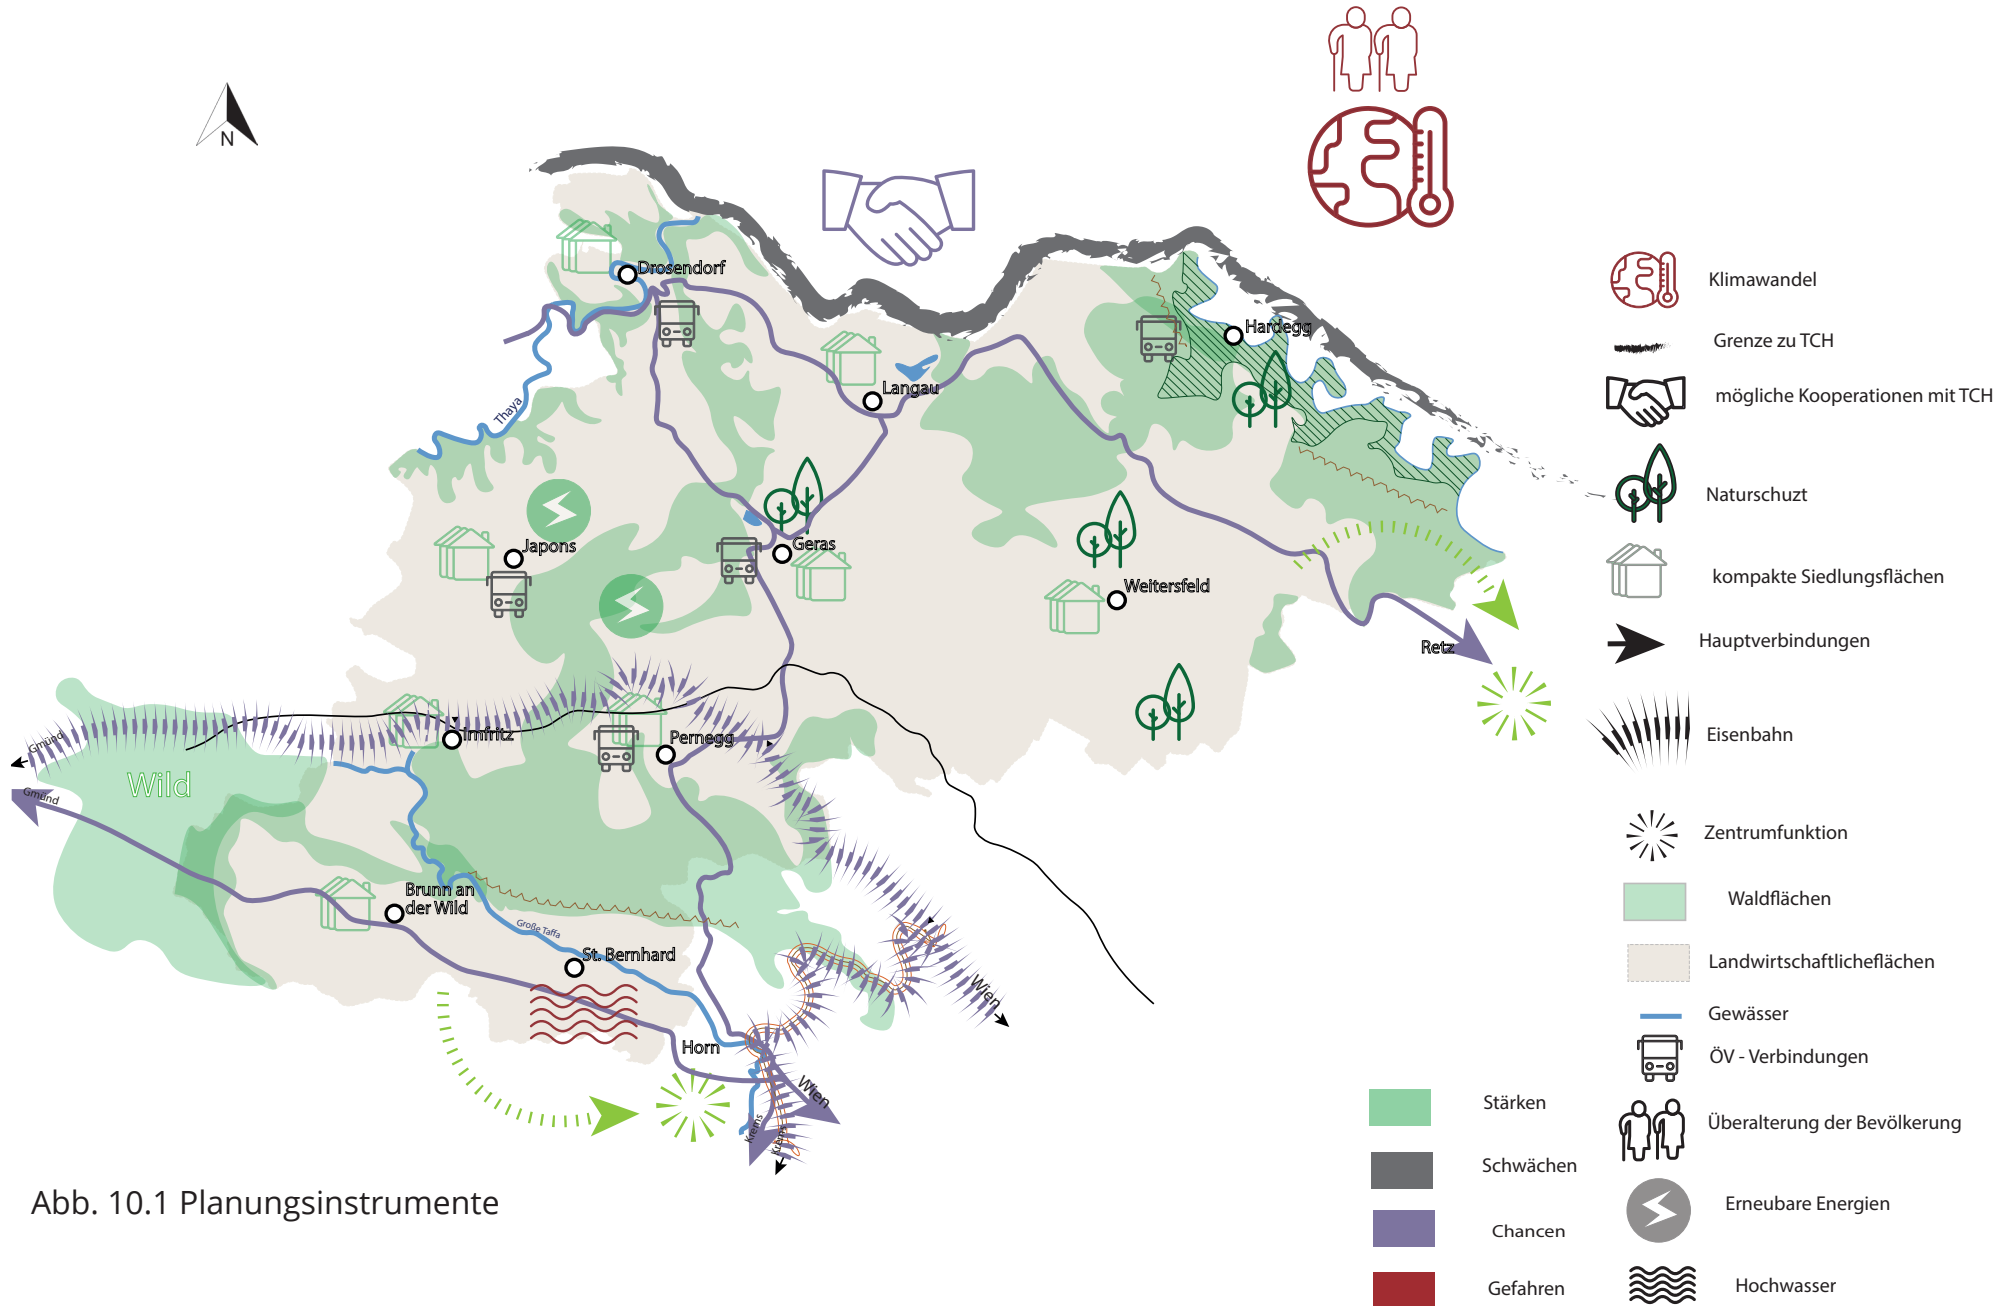 N
Drosendorf
Hardegg
Langau
Thaya
Japons
Geras
Weitersfeld
Retz
Gmünd
Irnfritz
Pernegg
Wild
Gmünd
Brunn an
der Wild
Große Taffa
St. Bernhard
Wien
Horn
Wien
Krems
Krems
Klimawandel
Grenze zu TCH
mögliche Kooperationen mit TCH
Naturschuzt
kompakte Siedlungsflächen
Hauptverbindungen
Eisenbahn
Zentrumfunktion
Waldflächen
Landwirtschaftlicheflächen
Gewässer
ÖV - Verbindungen
Überalterung der Bevölkerung
Erneubare Energien
Hochwasser
Stärken
Schwächen
Chancen
Gefahren
Abb. 10.1 Planungsinstrumente